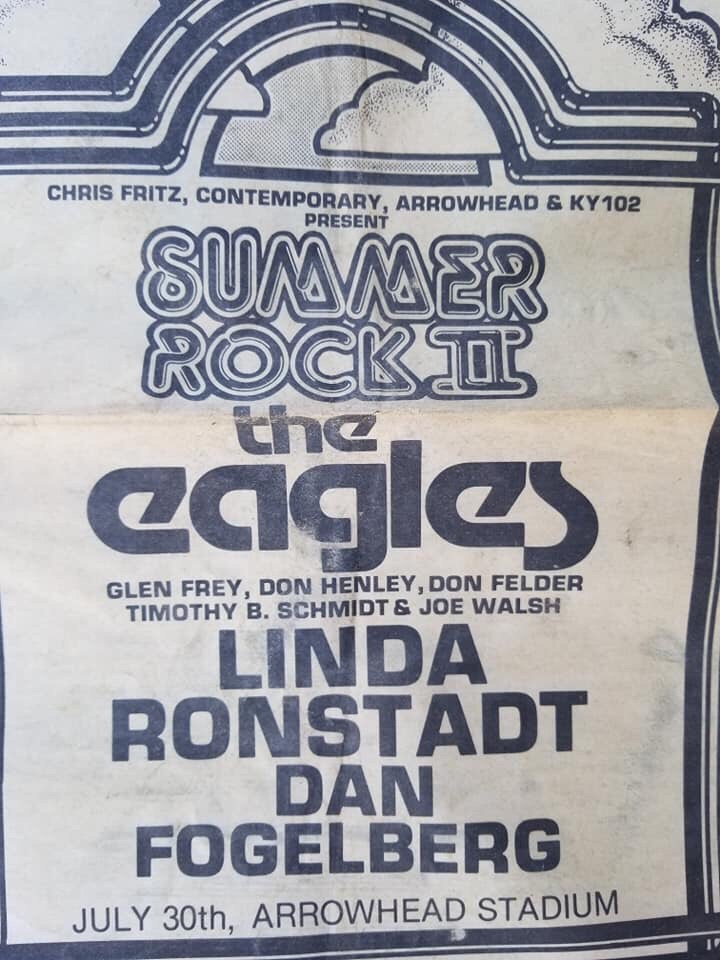 CHRIS FRITZ, CONTEMPORARY, ARROWHEAD & KY102
PRESENT
SUMMER
ROCK II
the
eagles
GLEN FREY, DON HENLEY, DON FELDER
TIMOTHY B. SCHMIDT & JOE WALSH
LINDA
RONSTADT
DAN
FOGELBERG
JULY 30th, ARROWHEAD STADIUM